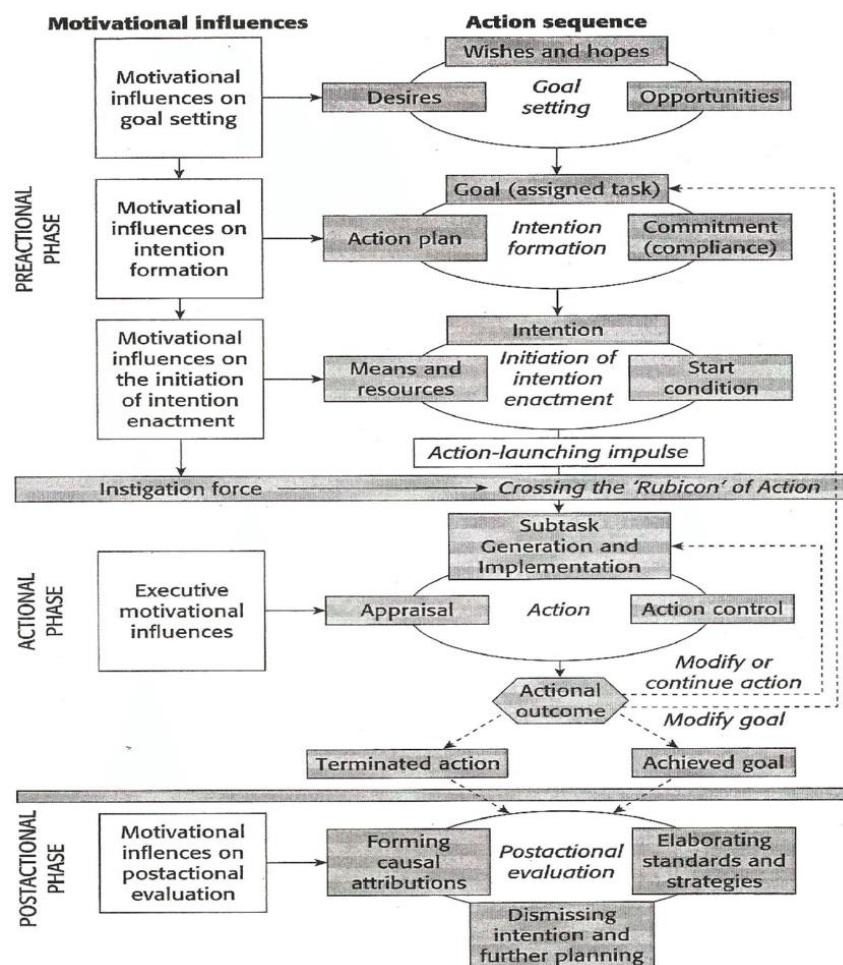 Motivational influences
Action sequence
PREACTIONAL
PHASE
Motivational
influences on
goal setting
Wishes and hopes
Desires
Goal
setting
Opportunities
Motivational
influences on
intention
formation
Goal (assigned task)
Action plan
Intention
formation
Commitment
(compliance)
Motivational
influences on
the initiation
of intention
enactment
Intention
Means and
resources
Initiation of
intention
enactment
Start
condition
Action-launching impulse
Instigation force
Crossing the 'Rubicon' of Action
ACTIONAL
PHASE
Executive
motivational
influences
Subtask
Generation and
Implementation
Appraisal
Action
Action control
Actional
outcome
Modify or
continue action
Modify goal
Terminated action
Achieved goal
POSTACTIONAL
PHASE
Motivational
inflences on
postactional
evaluation
Forming
causal
attributions
Postactional
evaluation
Elaborating
standards and
strategies
Dismissing
intention and
further planning